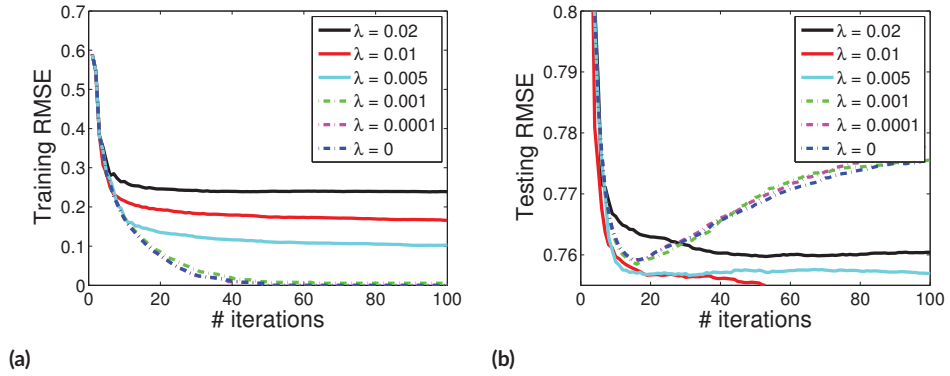 0.7
0.6
0.5
0.4
0.3
0.2
0.1
0
Training RMSE
λ = 0.02
λ = 0.01
λ = 0.005
λ = 0.001
λ = 0.0001
λ = 0
0 20 40 60 80 100
# iterations
(a)
0.8
0.79
0.78
0.77
0.76
Testing RMSE
λ = 0.02
λ = 0.01
λ = 0.005
λ = 0.001
λ = 0.0001
λ = 0
0 20 40 60 80 100
# iterations
(b)